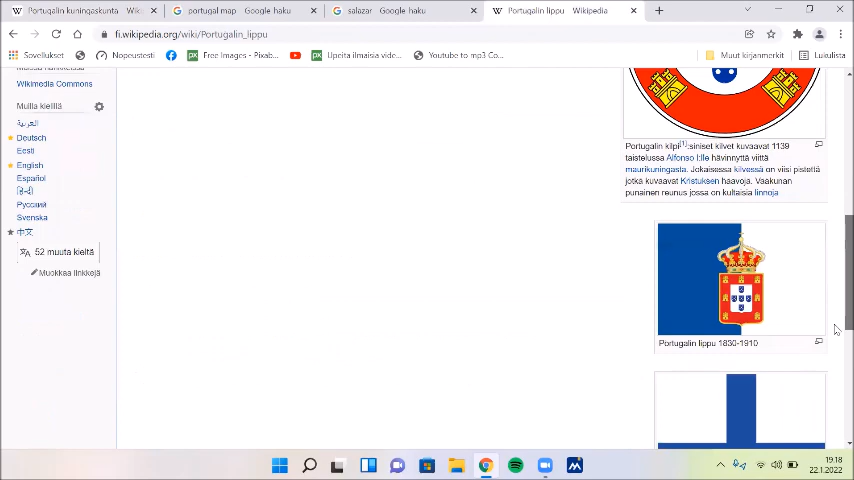 Portugalin kuningaskunta – Wiki
portugal map – Google haku
salazar – Google haku
Portugalin lippu – Wikipedia
fi.wikipedia.org/wiki/Portugalin_lippu
Sovellukset
Nopeustesti
Free Images - Pixab...
Upeita ilmaisia vide...
Youtube to mp3 Co...
Muut kirjanmerkit
Lukulista
Wikimedia Commons
Muilla kielillä
العربية
Deutsch
Eesti
English
Español
हिन्दी
Русский
Svenska
中文
52 muuta kieltä
Muokkaa linkkejä
Portugalin kilpi[1]:siniset kilvet kuvaavat 1139
taistelussa Alfonso I:lle hävinnyttä viittä
maurikuningasta. Jokaisessa kilvessä on viisi pistettä
jotka kuvaavat Kristuksen haavoja. Vaakunan
punainen reunus jossa on kultaisia linnoja
Portugalin lippu 1830-1910
19.18
22.1.2022